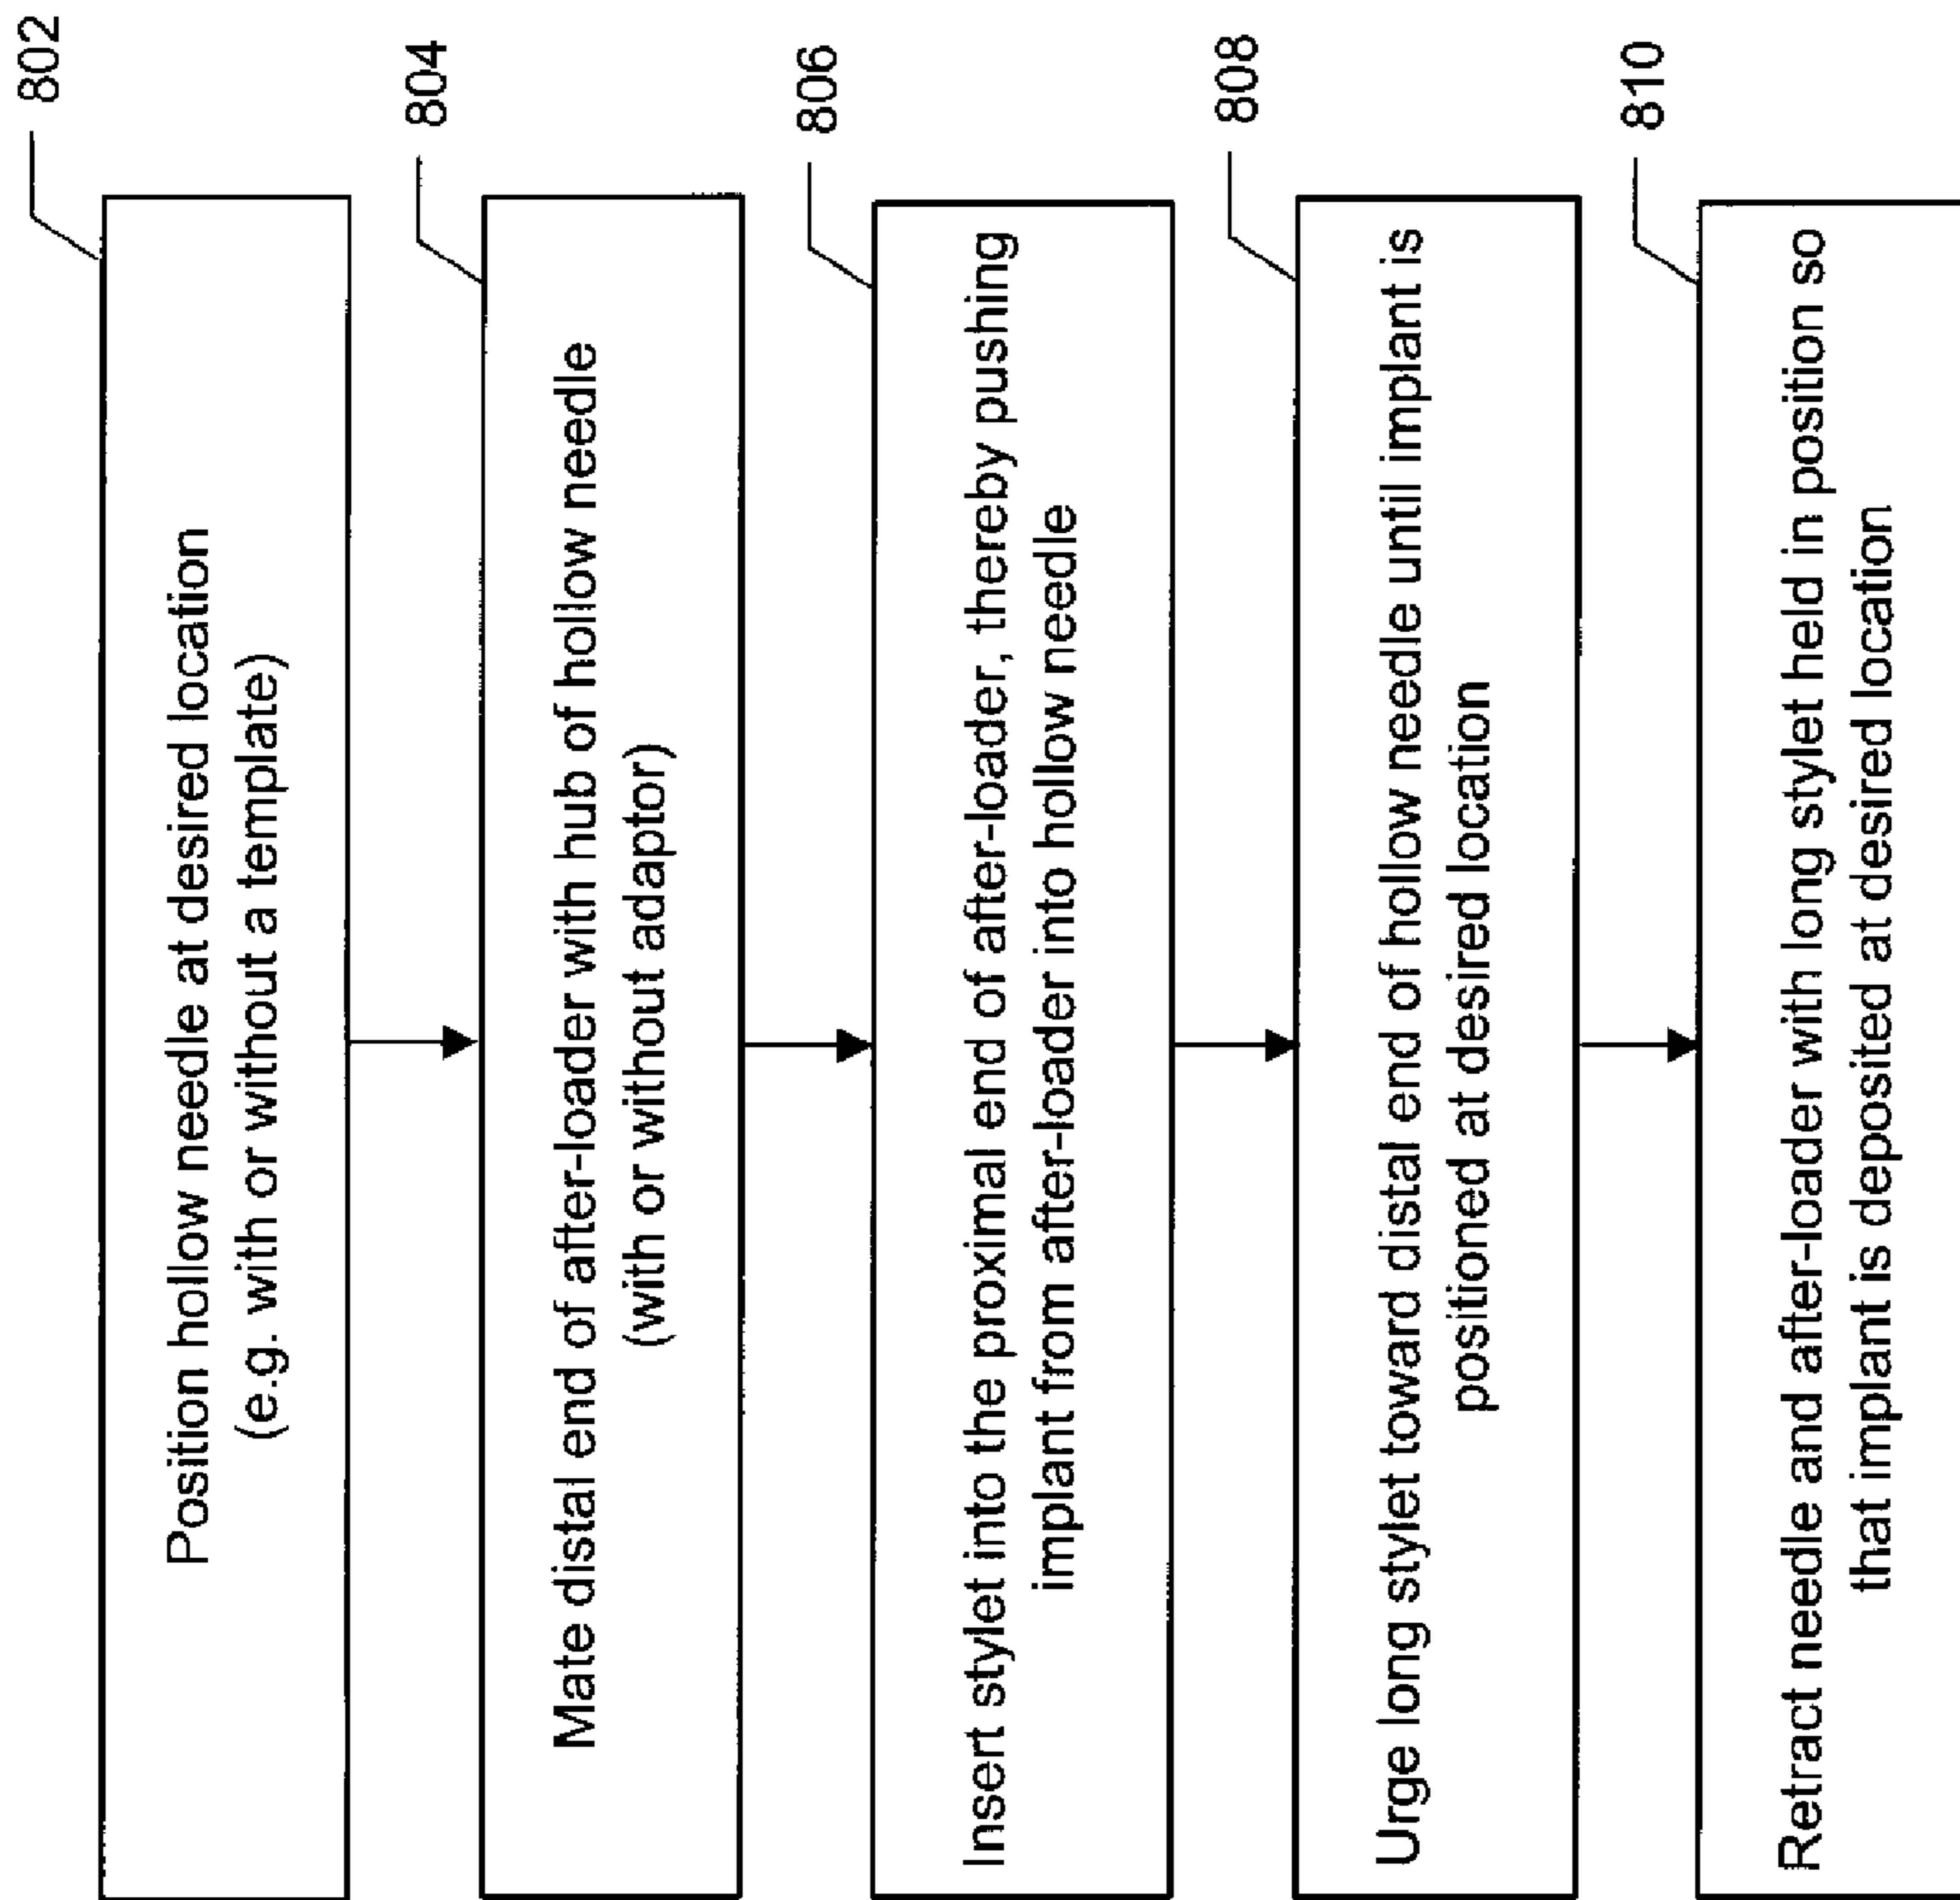 802
Position hollow needle at desired location
(e.g. with or without a template)
804
Mate distal end of after-loader with hub of hollow needle
(with or without adaptor)
806
Insert stylet into the proximal end of after-loader, thereby pushing
implant from after-loader into hollow needle
808
Urge long stylet toward distal end of hollow needle until implant is
positioned at desired location
810
Retract needle and after-loader with long stylet held in position so
that implant is deposited at desired location